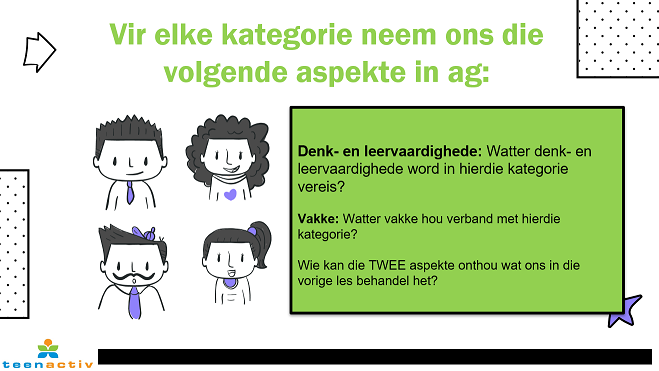 Vir elke kategorie neem ons die
volgende aspekte in ag:
Denk- en leervaardighede: Watter denk- en
leervaardighede word in hierdie kategorie
vereis?
Vakke: Watter vakke hou verband met hierdie
kategorie?
Wie kan die TWEE aspekte onthou wat ons in die
vorige les behandel het?
teenactiv